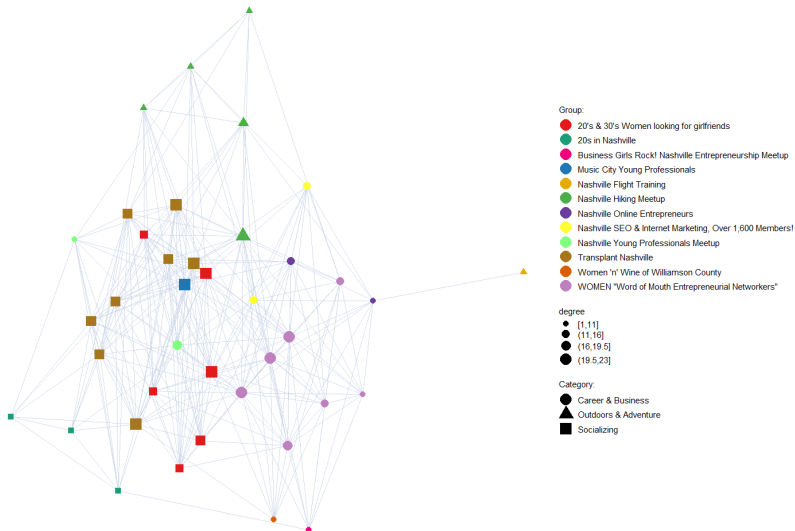 Group:
20's & 30's Women looking for girlfriends
20s in Nashville
Business Girls Rock! Nashville Entrepreneurship Meetup
Music City Young Professionals
Nashville Flight Training
Nashville Hiking Meetup
Nashville Online Entrepreneurs
Nashville SEO & Internet Marketing, Over 1,600 Members!
Nashville Young Professionals Meetup
Transplant Nashville
Women 'n' Wine of Williamson County
WOMEN "Word of Mouth Entrepreneurial Networkers"
degree
[1,11]
(11,16]
(16,19.5]
(19.5,23]
Category:
Career & Business
Outdoors & Adventure
Socializing